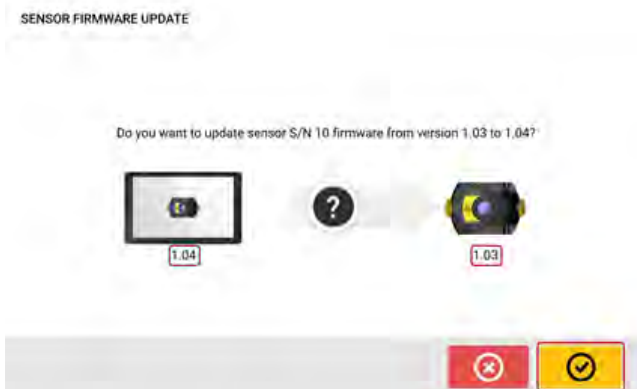 SENSOR FIRMWARE UPDATE
Do you want to update sensor S/N 10 firmware from version 1.03 to 1.04?
?
1.04
1.03